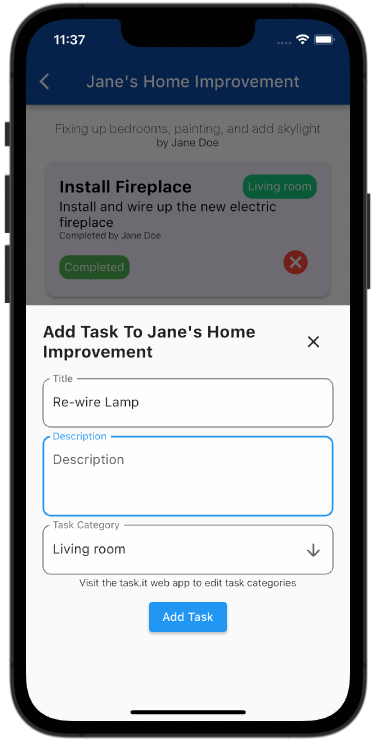 11:37
Jane's Home Improvement
Fixing up bedrooms, painting, and add skylight
by Jane Doe
Install Fireplace
Living room
Install and wire up the new electric
fireplace
Completed by Jane Doe
Completed
Add Task To Jane's Home
Improvement
Title
Re-wire Lamp
Description
Description
Task Category
Living room
Visit the task.it web app to edit task categories
Add Task